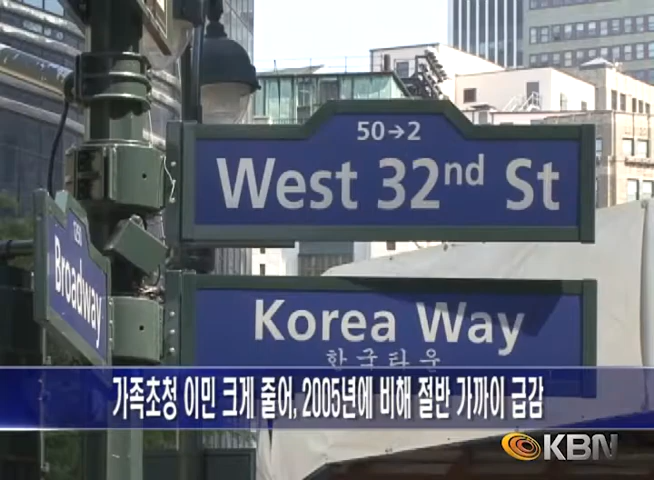 50→2
West 32nd St
1251
Broadway
Korea Way
한국타운
가족초청 이민 크게 줄어, 2005년에 비해 절반 가까이 급감
KBN